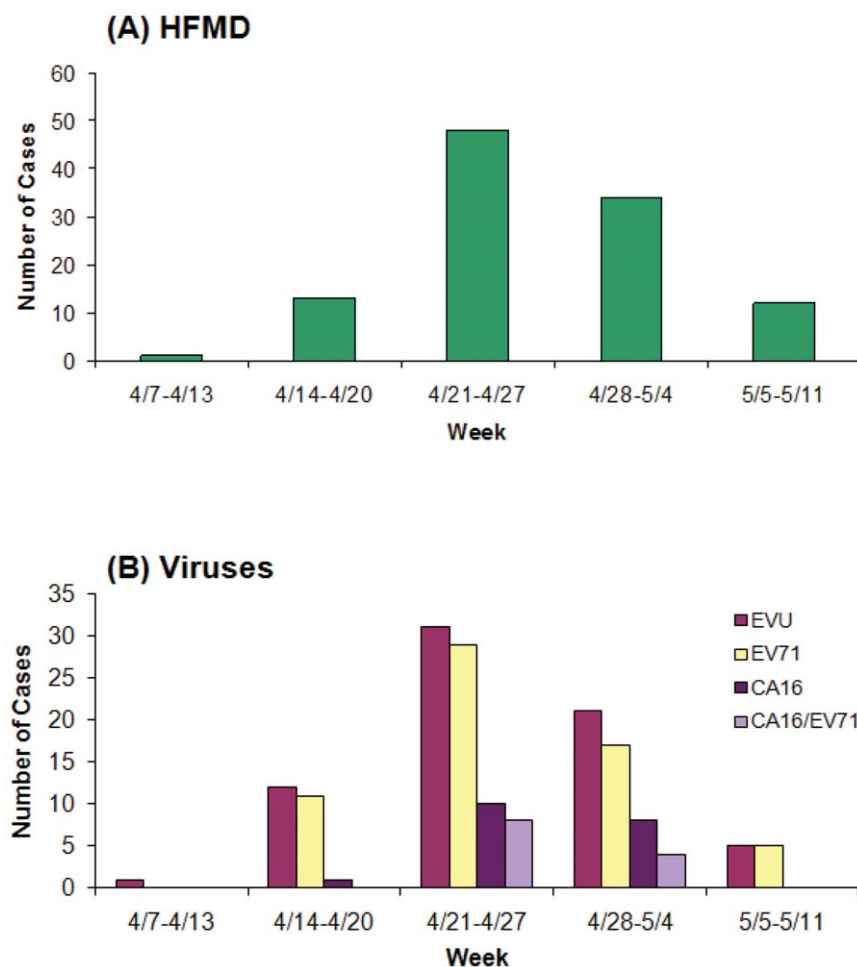 (A) HFMD
60
50
40
30
20
10
0
Number of Cases
4/7-4/13 4/14-4/20 4/21-4/27 4/28-5/4 5/5-5/11
Week
(B) Viruses
35
30
25
20
15
10
5
0
Number of Cases
EVU
EV71
CA16
CA16/EV71
4/7-4/13 4/14-4/20 4/21-4/27 4/28-5/4 5/5-5/11
Week